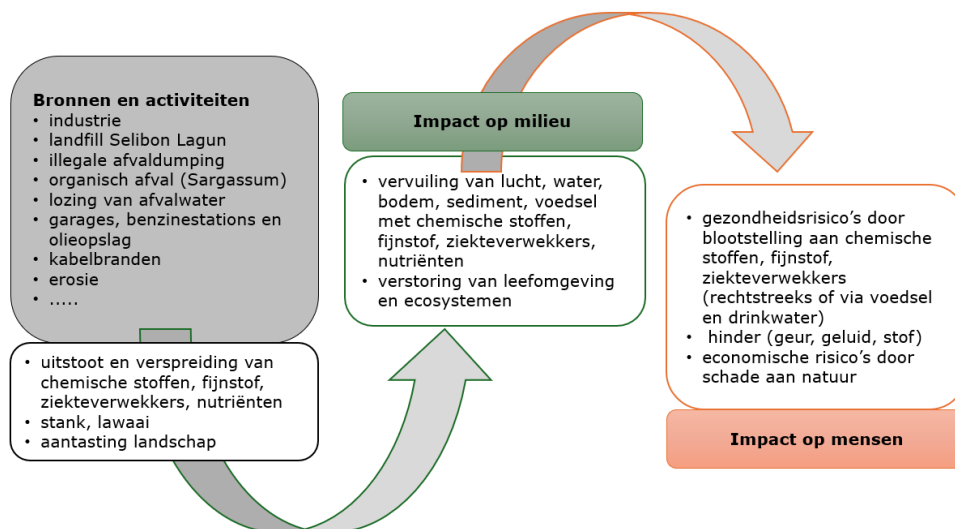 Bronnen en activiteiten
• industrie
• landfill Selibon Lagun
• illegale afvaldumping
• organisch afval (Sargassum)
• lozing van afvalwater
• garages, benzinestations en
olieopslag
• kabelbranden
• erosie
• .....
• uitstoot en verspreiding van
chemische stoffen, fijnstof,
ziekteverwekkers, nutriënten
• stank, lawaai
• aantasting landschap
Impact op milieu
• vervuiling van lucht, water,
bodem, sediment, voedsel
met chemische stoffen,
fijnstof, ziekteverwekkers,
nutriënten
• verstoring van leefomgeving
en ecosystemen
• gezondheidsrisico’s door
blootstelling aan chemische
stoffen, fijnstof,
ziekteverwekkers
(rechtstreeks of via voedsel
en drinkwater)
• hinder (geur, geluid, stof)
• economische risico’s door
schade aan natuur
Impact op mensen